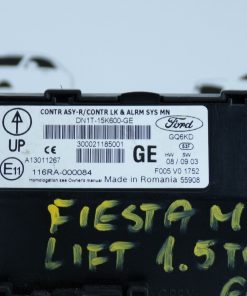 CONTR ASY-R/CONTR LK & ALRM SYS MN
DN1T-15K600-GE
Ford
300021185001
GQ6KD
037
UP
CE
GE
HW SW
08 / 09.03
A13011267
F005 V0 1752
E11
116RA-000084
Made in Romania 55908
Homologation see Owners Manual
FIESTA M
LIFT 1.5 T